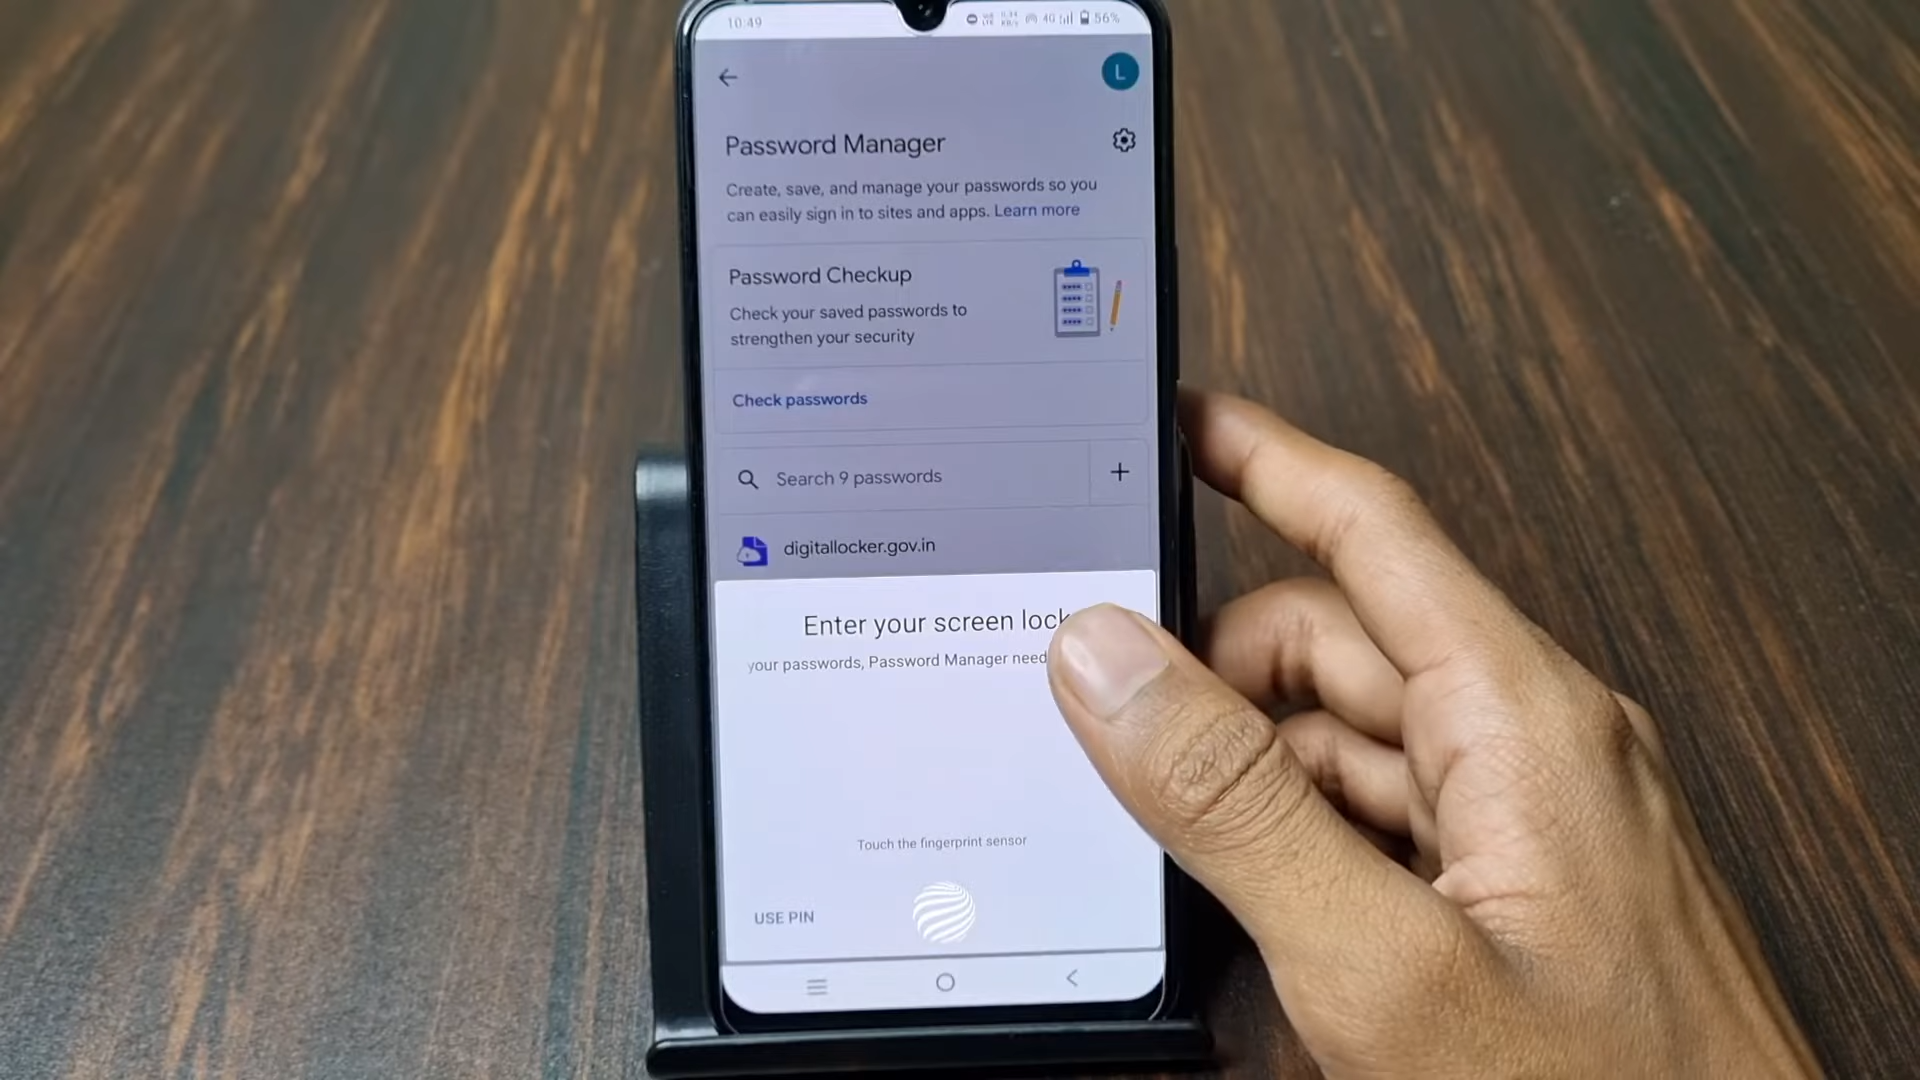 10:49
4G 56%
L
Password Manager
Create, save, and manage your passwords so you
can easily sign in to sites and apps. Learn more
Password Checkup
Check your saved passwords to
strengthen your security
Check passwords
Search 9 passwords
digitallocker.gov.in
Enter your screen lock
your passwords, Password Manager need
Touch the fingerprint sensor
USE PIN